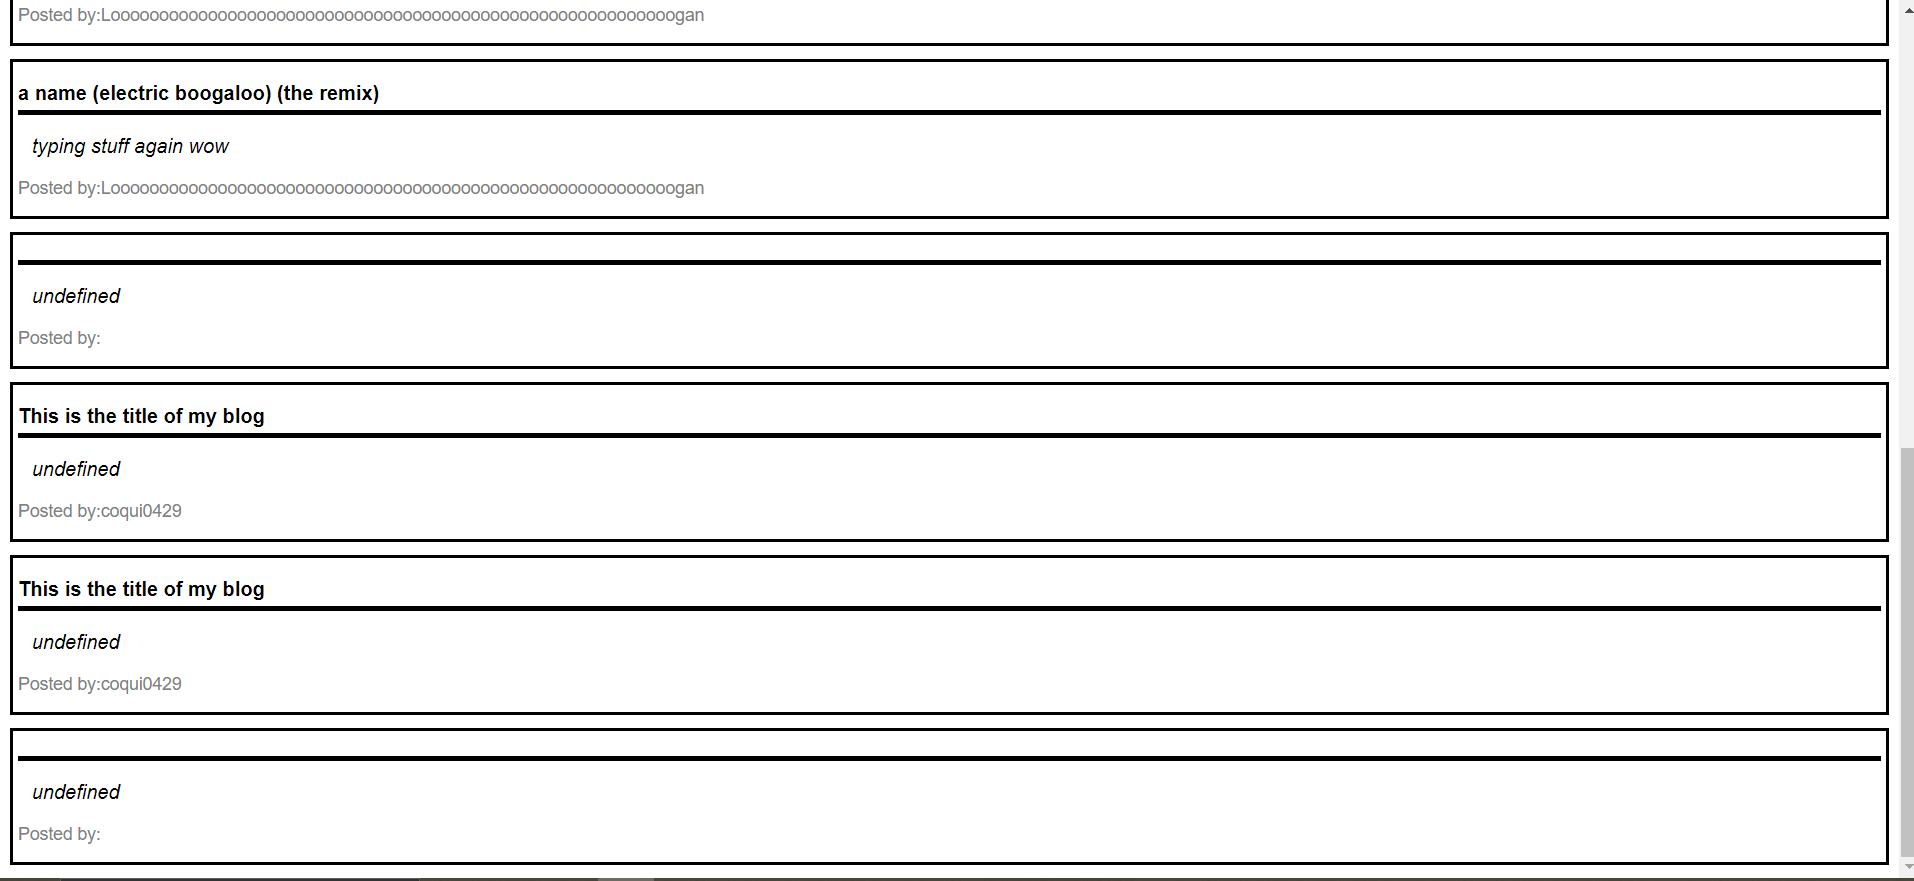 Posted by:Looooooooooooooooooooooooooooooooooooooooooooooooooooooooooogan
a name (electric boogaloo) (the remix)
typing stuff again wow
Posted by:Looooooooooooooooooooooooooooooooooooooooooooooooooooooooooogan
undefined
Posted by:
This is the title of my blog
undefined
Posted by:coqui0429
This is the title of my blog
undefined
Posted by:coqui0429
undefined
Posted by: